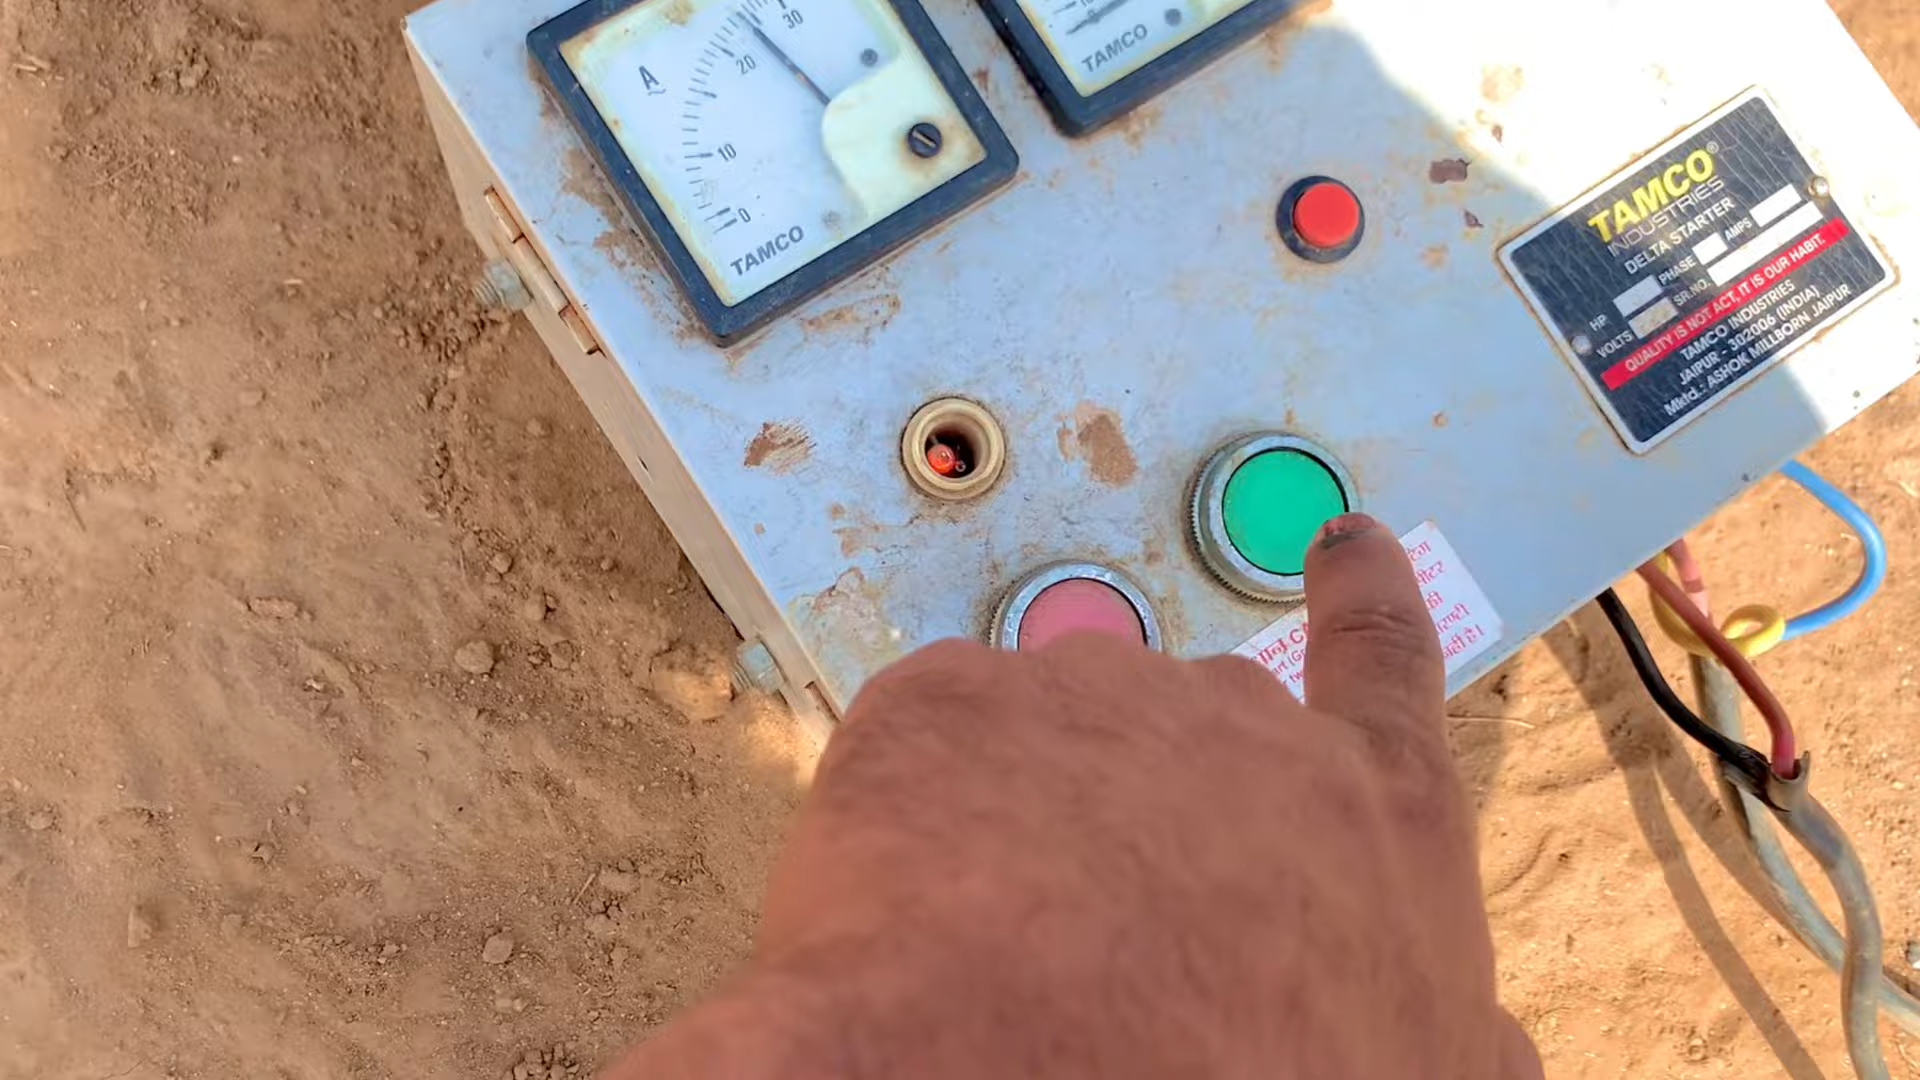 A
30
20
10
0
TAMCO
TAMCO
TAMCO®
INDUSTRIES
DELTA STARTER
HP PHASE AMPS
VOLTS SR.NO.
QUALITY IS NOT ACT, IT IS OUR HABIT.
TAMCO INDUSTRIES
JAIPUR - 302006 (INDIA)
Mktd.: ASHOK MILLBORN JAIPUR
की
नहीं है।